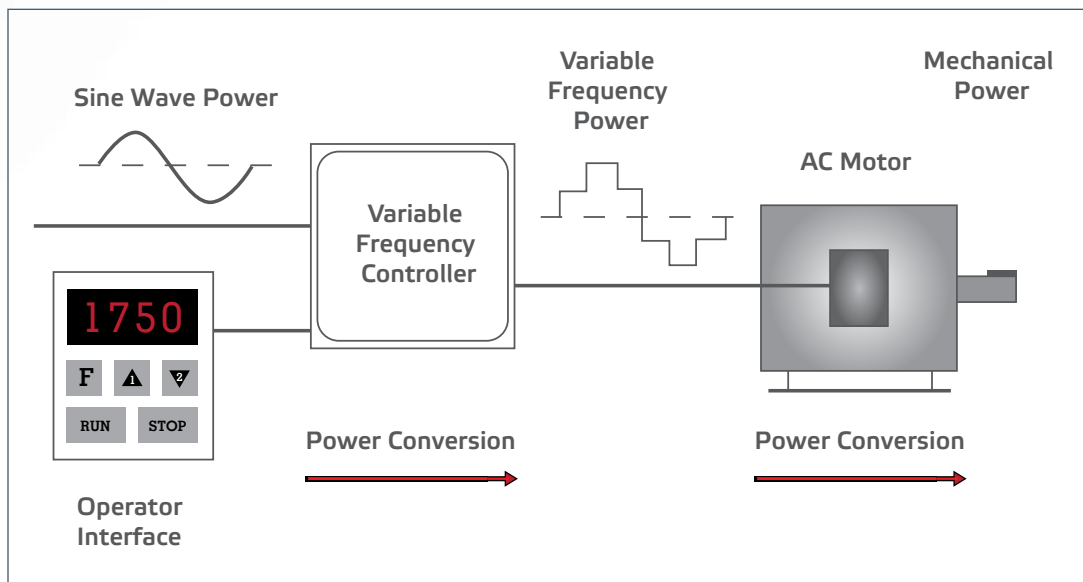 Sine Wave Power
Variable
Frequency
Power
Mechanical
Power
AC Motor
Variable
Frequency
Controller
1750
F 1 2
RUN STOP
Power Conversion
Power Conversion
Operator
Interface